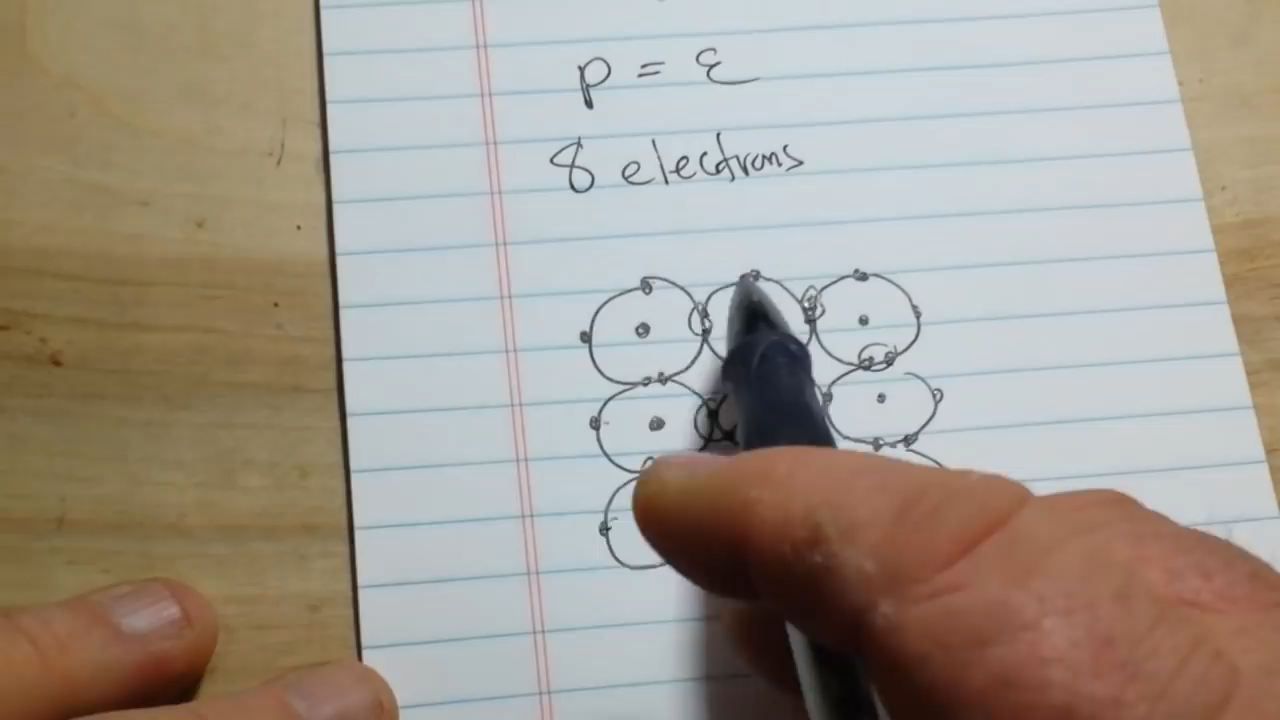 p = ε
8 electrons